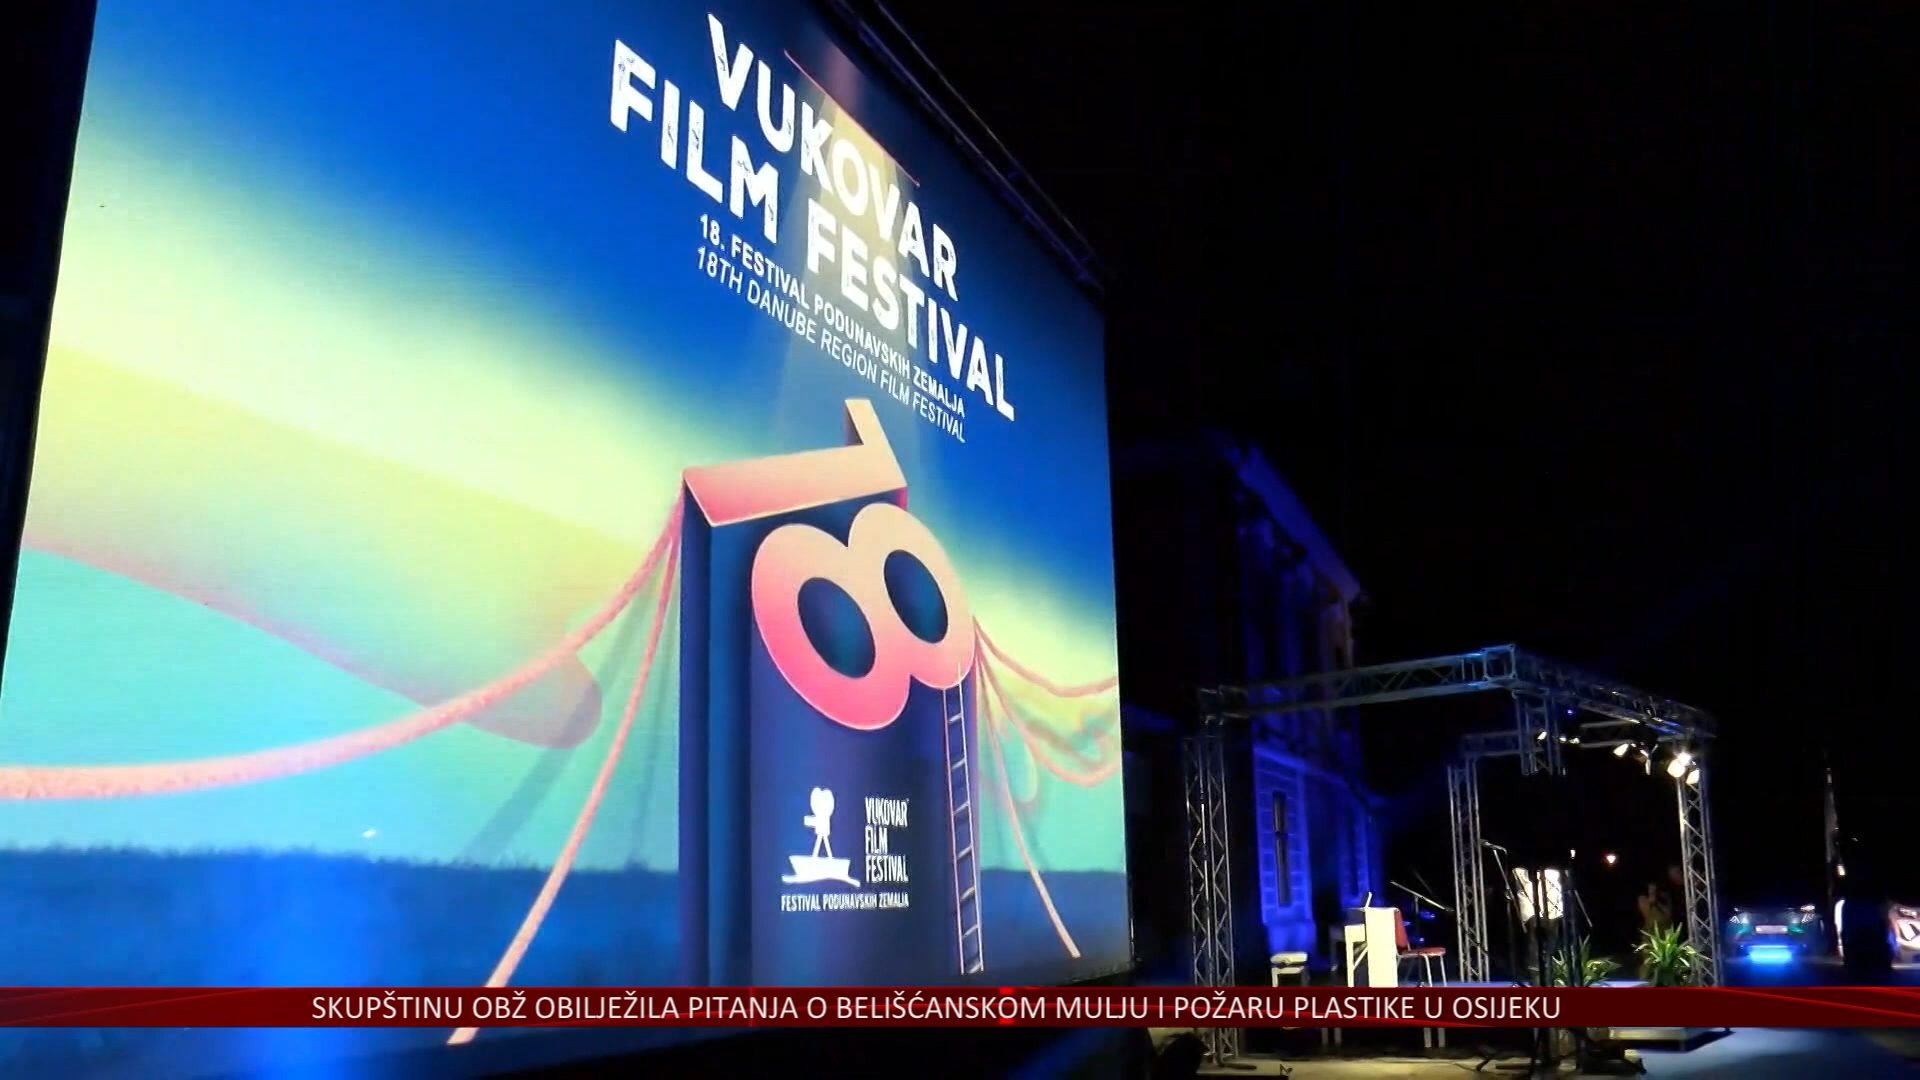 VUKOVAR
FILM FESTIVAL
18. FESTIVAL PODUNAVSKIH ZEMALJA
18TH DANUBE REGION FILM FESTIVAL
18
VUKOVAR
FILM
FESTIVAL
FESTIVAL PODUNAVSKIH ZEMALJA
SKUPŠTINU OBŽ OBILJEŽILA PITANJA O BELIŠĆANSKOM MULJU I POŽARU PLASTIKE U OSIJEKU